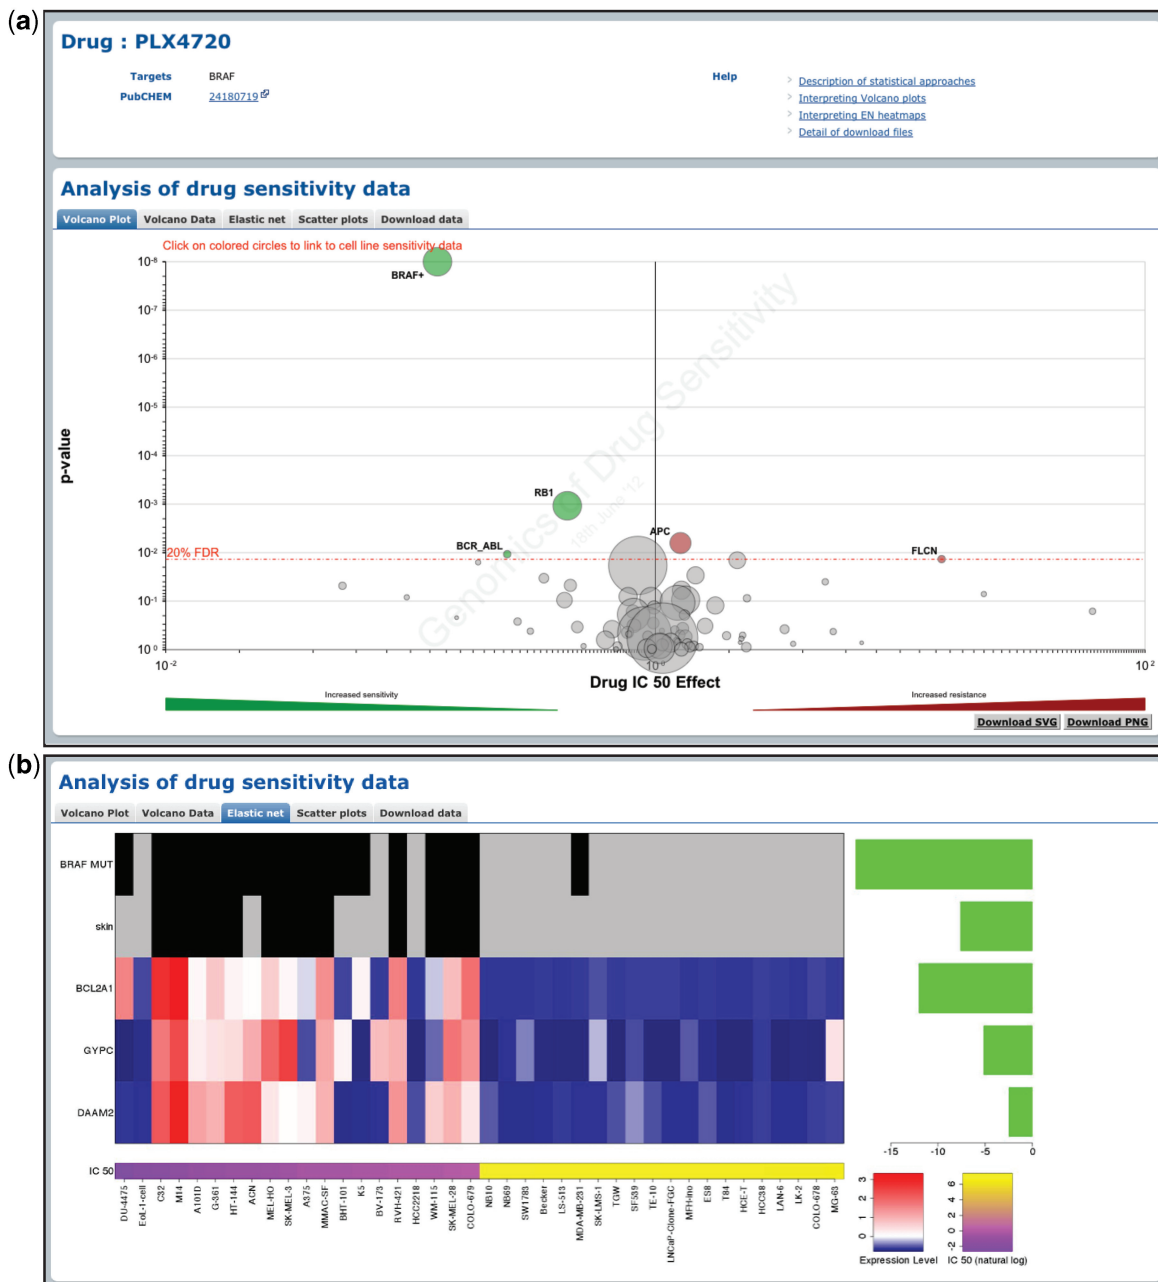 (a)
Drug : PLX4720
Targets BRAF
PubCHEM 24180719
Help
> Description of statistical approaches
> Interpreting Volcano plots
> Interpreting EN heatmaps
> Detail of download files
Analysis of drug sensitivity data
Volcano Plot Volcano Data Elastic net Scatter plots Download data
Click on colored circles to link to cell line sensitivity data
10-8
BRAF+
10-7
10-6
10-5
10-4
10-3
RB1
10-2
20% FDR
BCR_ABL
APC
FLCN
10-1
10 0
p-value
Genomics of Drug Sensitivity
18th June '12
10-2 10 0 10 2
Drug IC 50 Effect
Increased sensitivity Increased resistance
Download SVG Download PNG
(b)
Analysis of drug sensitivity data
Volcano Plot Volcano Data Elastic net Scatter plots Download data
BRAF MUT
skin
BCL2A1
GYPC
DAAM2
-15 -10 -5 0
IC 50
DU-475
EoL-1-cell
C32
M14
A101D
G-361
HT-144
ACN
MEL-HO
SK-MEL-3
A375
MMAC-SF
BHT-101
K5
BV-173
RVH-421
HCC2218
WM-115
SK-MEL-28
COLO-679
NB10
NB69
SW1783
Becker
LS-513
MDA-MB-231
SK-LMS-1
TGW
SF539
TE-10
LNCaP-Clone-FGC
MFH-ino
ES8
T84
HCE-T
HCC38
LAN-6
LK-2
COLO-678
MG-63
3
2
1
0
Expression Level
6
4
2
0
-2
IC 50 (natural log)